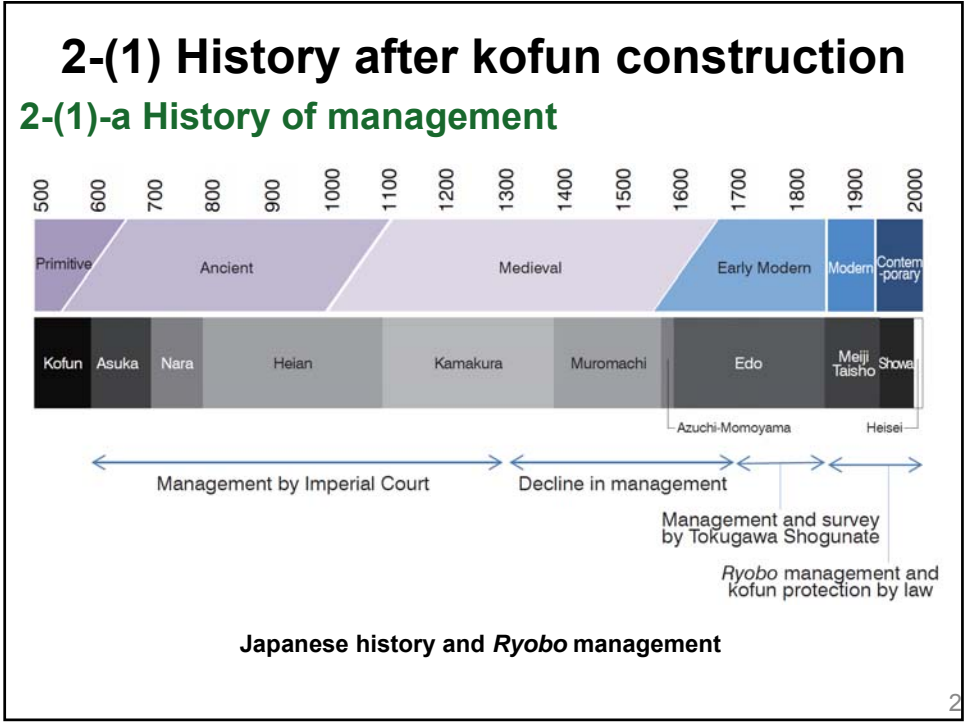 2-(1) History after kofun construction
2-(1)-a History of management
500 600 700 800 900 1000 1100 1200 1300 1400 1500 1600 1700 1800 1900 2000
Primitive Ancient Medieval Early Modern Modern Contem
-porary
Kofun Asuka Nara Heian Kamakura Muromachi Edo Meiji Showa
Taisho
Azuchi-Momoyama Heisei
Management by Imperial Court Decline in management
Management and survey
by Tokugawa Shogunate
Ryobo management and
kofun protection by law
Japanese history and Ryobo management
2